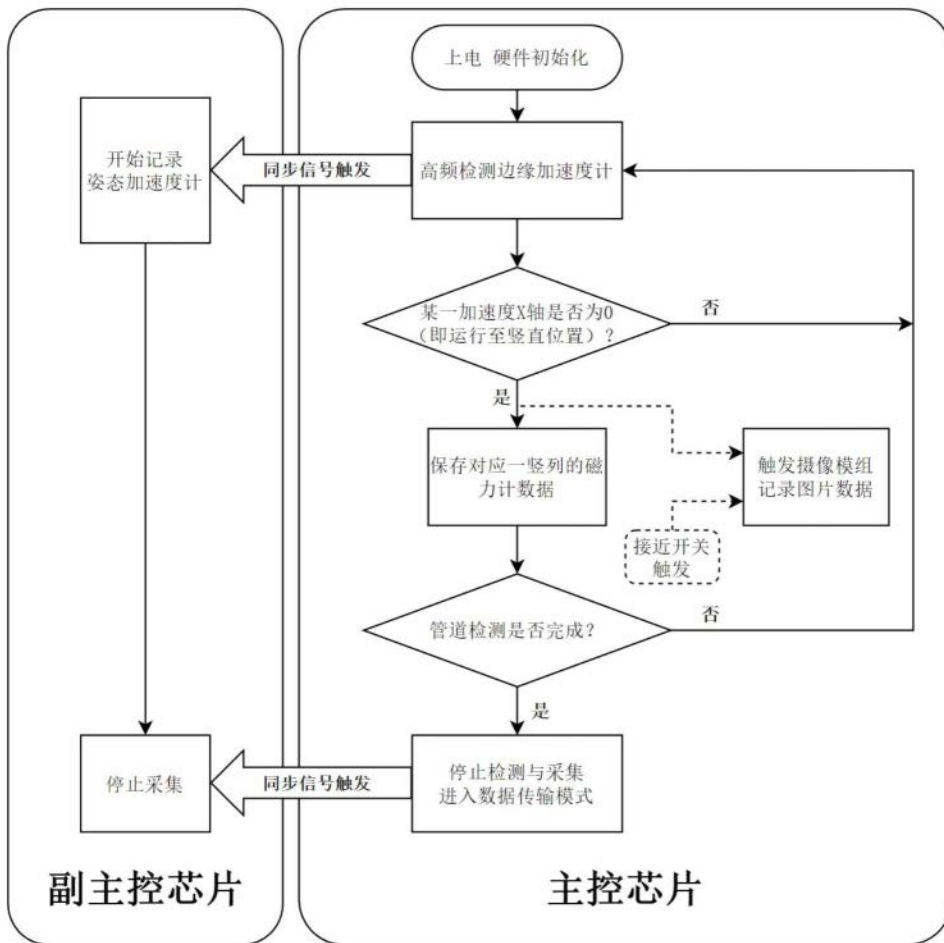 上电 硬件初始化
开始记录
姿态加速度计
同步信号触发
高频检测边缘加速度计
某一加速度X轴是否为0
(即运行至竖直位置)?
否
是
保存对应一竖列的磁
力计数据
触发摄像模组
记录图片数据
接近开关
触发
管道检测是否完成?
否
是
停止采集
同步信号触发
停止检测与采集
进入数据传输模式
副主控芯片
主控芯片